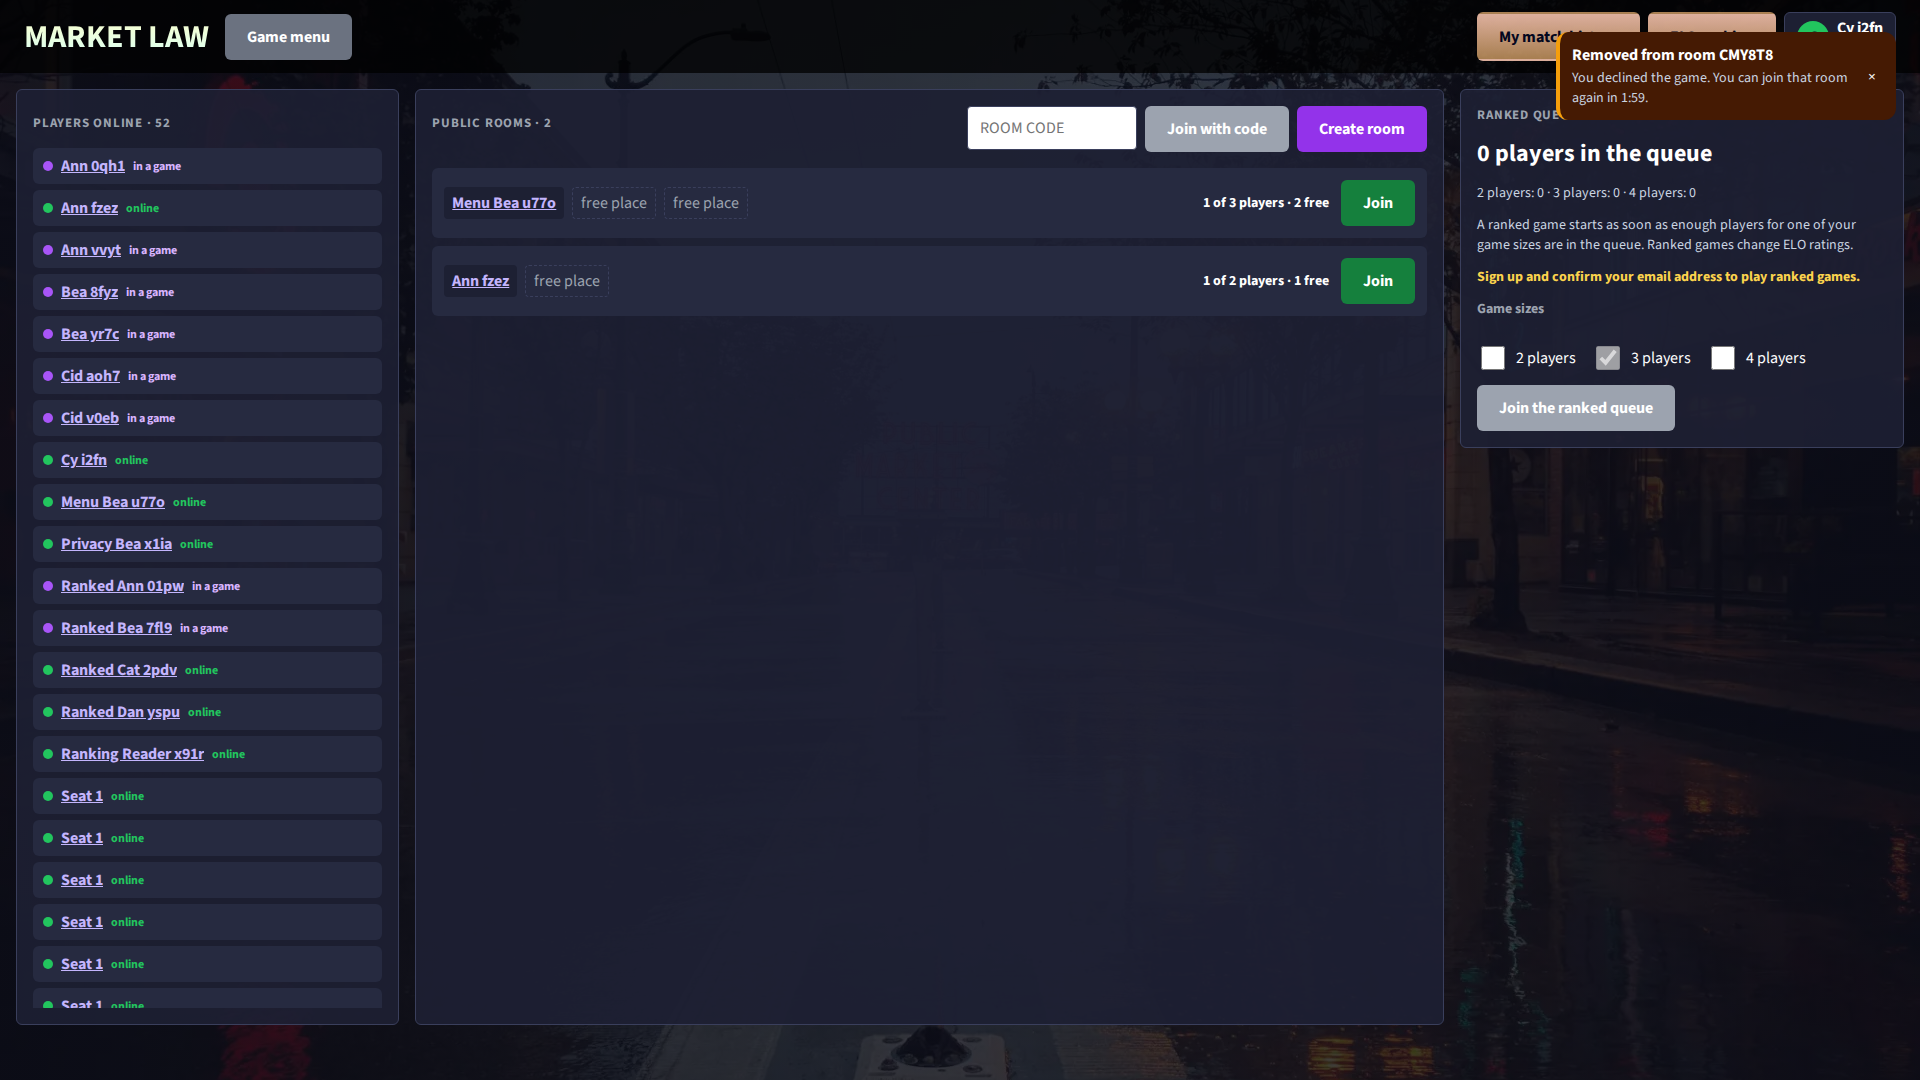 MARKET LAW
Game menu
My match
Cy i2fn
Removed from room CMY8T8
You declined the game. You can join that room
again in 1:59.
×
PLAYERS ONLINE · 52
Ann 0qh1 in a game
Ann fzez online
Ann vvyt in a game
Bea 8fyz in a game
Bea yr7c in a game
Cid aoh7 in a game
Cid v0eb in a game
Cy i2fn online
Menu Bea u77o online
Privacy Bea x1ia online
Ranked Ann 01pw in a game
Ranked Bea 7fl9 in a game
Ranked Cat 2pdv online
Ranked Dan yspu online
Ranking Reader x91r online
Seat 1 online
Seat 1 online
Seat 1 online
Seat 1 online
Seat 1 online
Seat 1 online
PUBLIC ROOMS · 2
ROOM CODE
Join with code
Create room
Menu Bea u77o free place free place 1 of 3 players · 2 free Join
Ann fzez free place 1 of 2 players · 1 free Join
RANKED QUE
0 players in the queue
2 players: 0 · 3 players: 0 · 4 players: 0
A ranked game starts as soon as enough players for one of your
game sizes are in the queue. Ranked games change ELO ratings.
Sign up and confirm your email address to play ranked games.
Game sizes
2 players 3 players 4 players
Join the ranked queue